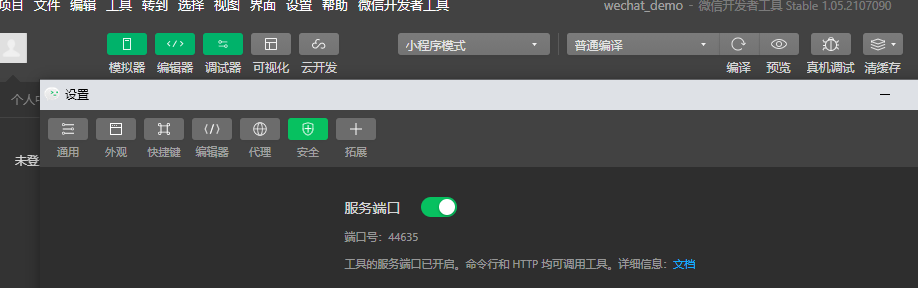 项目 文件 编辑 工具 转到 选择 视图 界面 设置 帮助 微信开发者工具 wechat_demo - 微信开发者工具 Stable 1.05.2107090
小程序模式 普通编译
模拟器 编辑器 调试器 可视化 云开发 编译 预览 真机调试 清缓存
设置
个人
通用 外观 快捷键 编辑器 代理 安全 拓展
未登
服务端口
端口号：44635
工具的服务端口已开启。命令行和 HTTP 均可调用工具。详细信息：文档